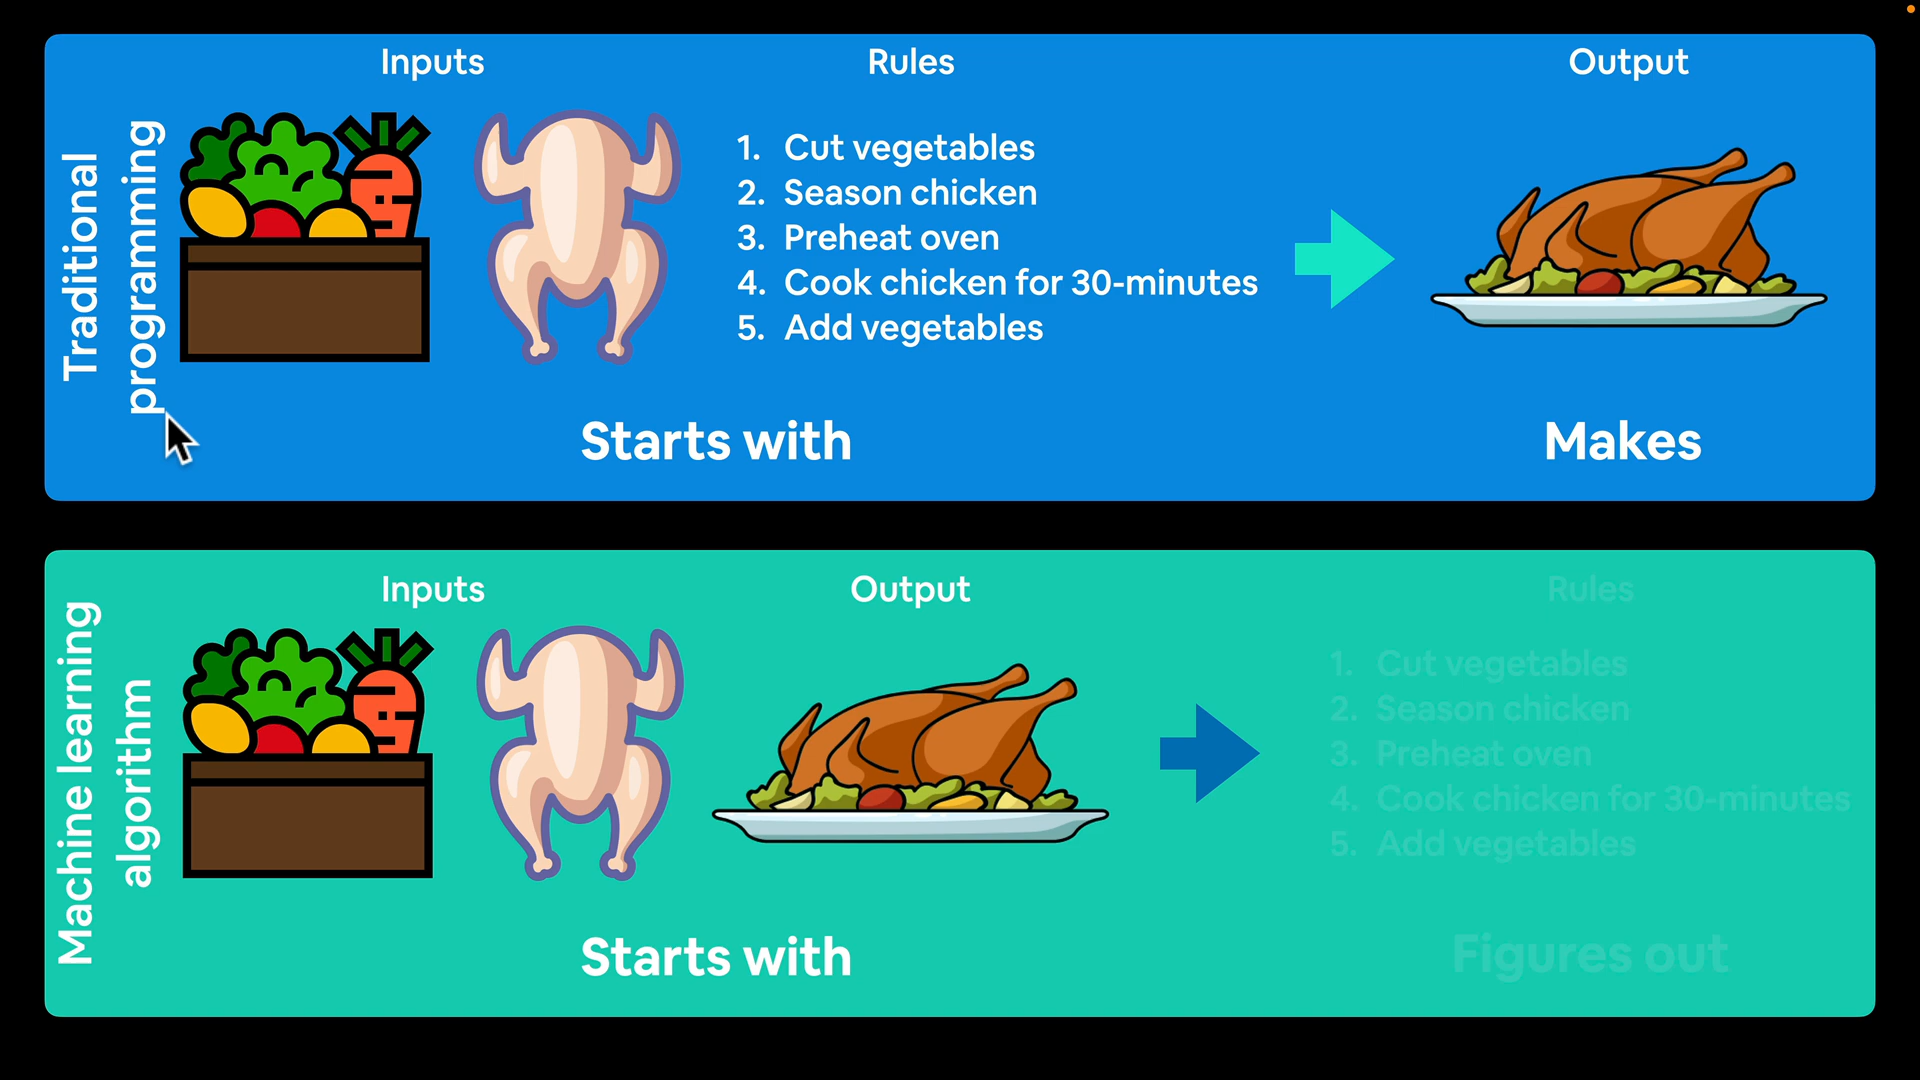 Inputs
Rules
Output
Traditional
programming
1. Cut vegetables
2. Season chicken
3. Preheat oven
4. Cook chicken for 30-minutes
5. Add vegetables
Starts with
Makes
Inputs
Output
Rules
Machine learning
algorithm
1. Cut vegetables
2. Season chicken
3. Preheat oven
4. Cook chicken for 30-minutes
5. Add vegetables
Starts with
Figures out